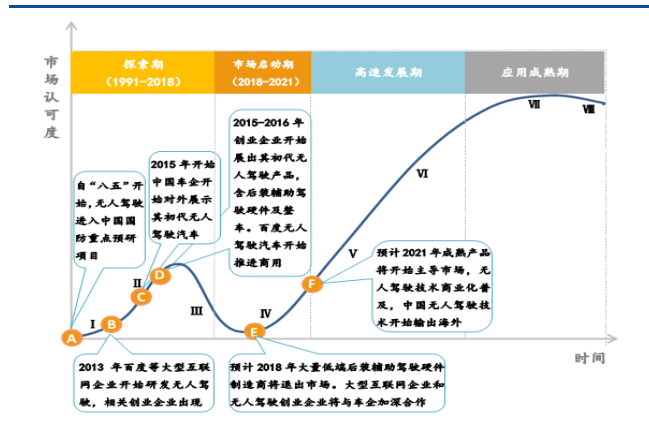 市
场
认
可
度
探索期
（1991-2018）
市场启动期
（2018-2021）
高速发展期
应用成熟期
自“八五”开
始，无人驾驶
进入中国国
防重点预研
项目
2015 年开始
中国车企开
始对外展示
其初代无人
驾驶汽车
2015-2016 年
创业企业开始
展出其初代无
人驾驶产品，
含后装辅助驾
驶硬件及整
车。百度无人
驾驶汽车开始
推进商用
A
I
B
II
C
D
III
E
IV
F
V
VI
VII
VIII
预计 2021 年成熟产品
将开始主导市场，无
人驾驶技术商业化普
及，中国无人驾驶技
术开始输出海外
2013 年百度等大型互联
网企业开始研发无人驾
驶，相关创业企业出现
预计 2018 年大量低端后装辅助驾驶硬件
制造商将退出市场。大型互联网企业和
无人驾驶创业企业将与车企加深合作
时间